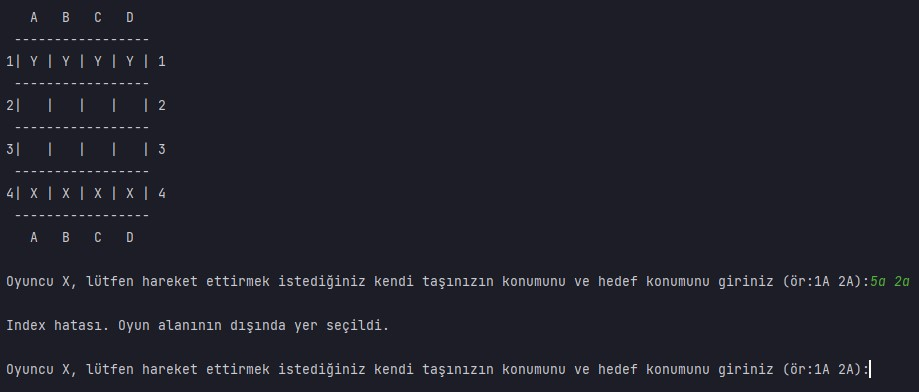 A   B   C   D
-----------------
1| Y | Y | Y | Y | 1
-----------------
2|   |   |   |   | 2
-----------------
3|   |   |   |   | 3
-----------------
4| X | X | X | X | 4
-----------------
A   B   C   D
Oyuncu X, lütfen hareket ettirmek istediğiniz kendi taşınızın konumunu ve hedef konumunu giriniz (ör:1A 2A):5a 2a
Index hatası. Oyun alanının dışında yer seçildi.
Oyuncu X, lütfen hareket ettirmek istediğiniz kendi taşınızın konumunu ve hedef konumunu giriniz (ör:1A 2A):